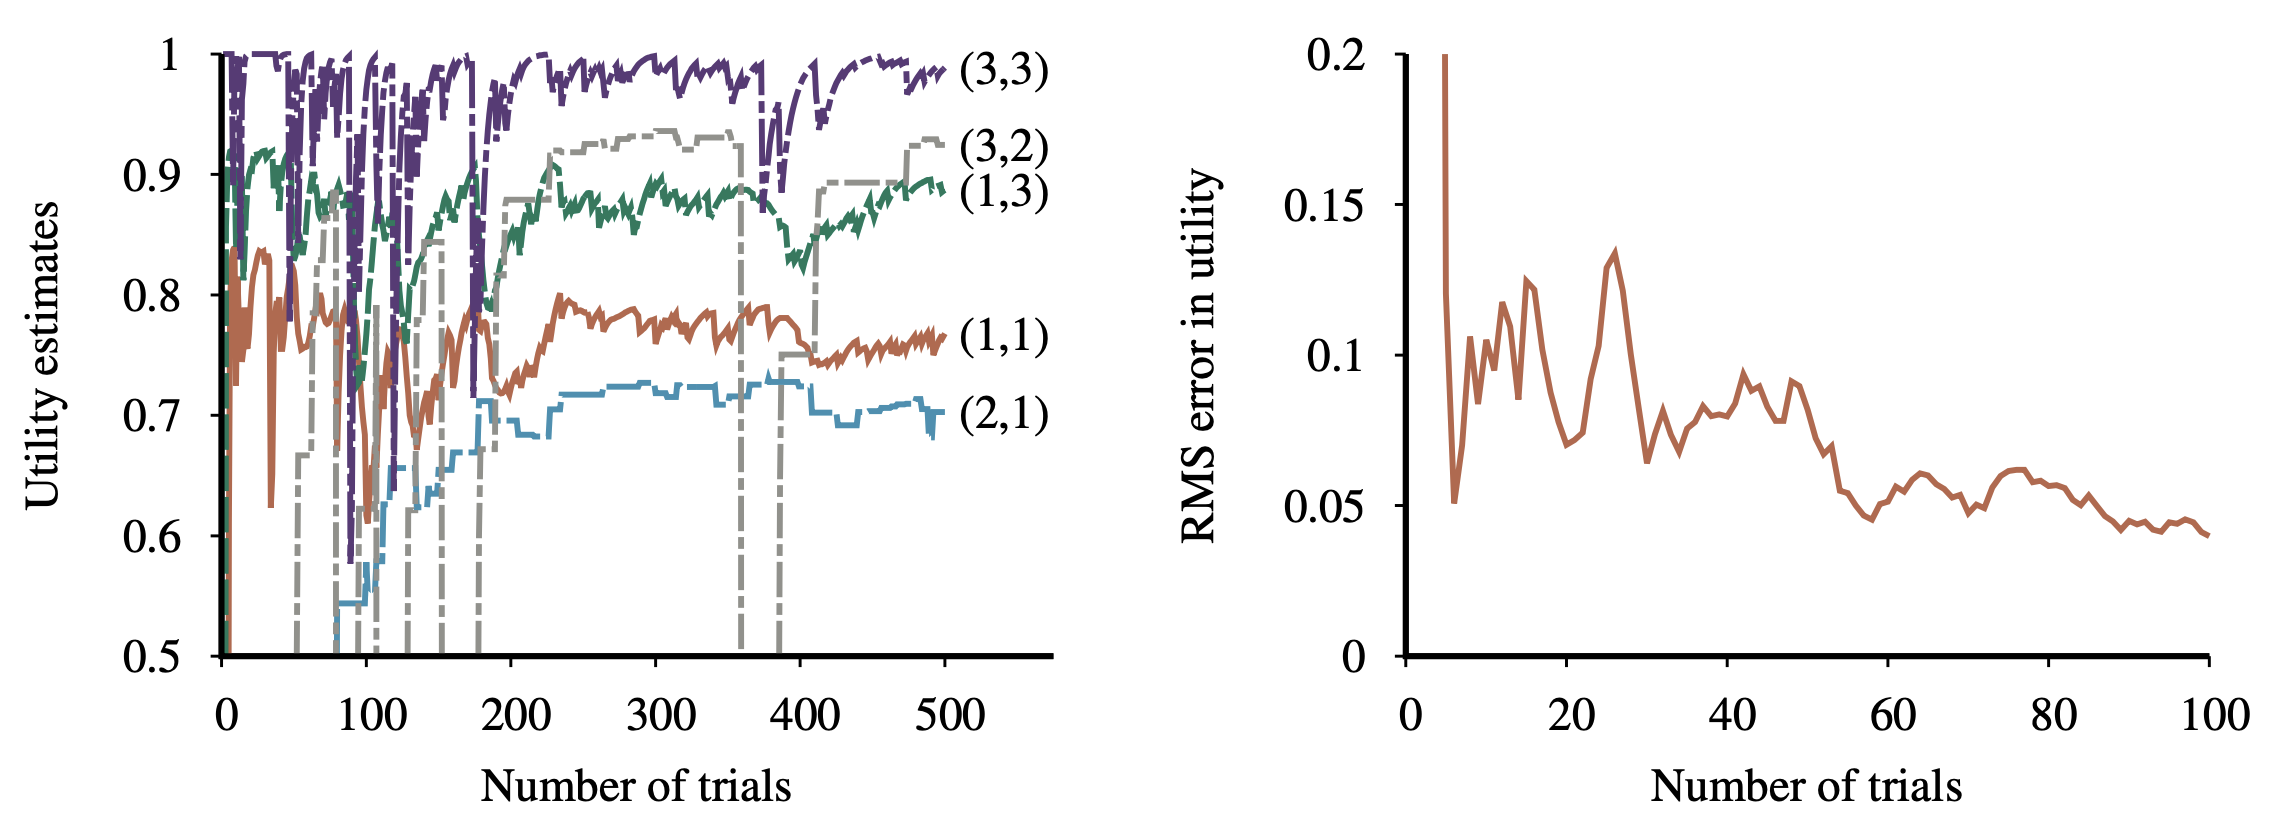 Utility estimates
1
0.9
0.8
0.7
0.6
0.5
0 100 200 300 400 500
Number of trials
(3,3)
(3,2)
(1,3)
(1,1)
(2,1)
RMS error in utility
0.2
0.15
0.1
0.05
0
0 20 40 60 80 100
Number of trials